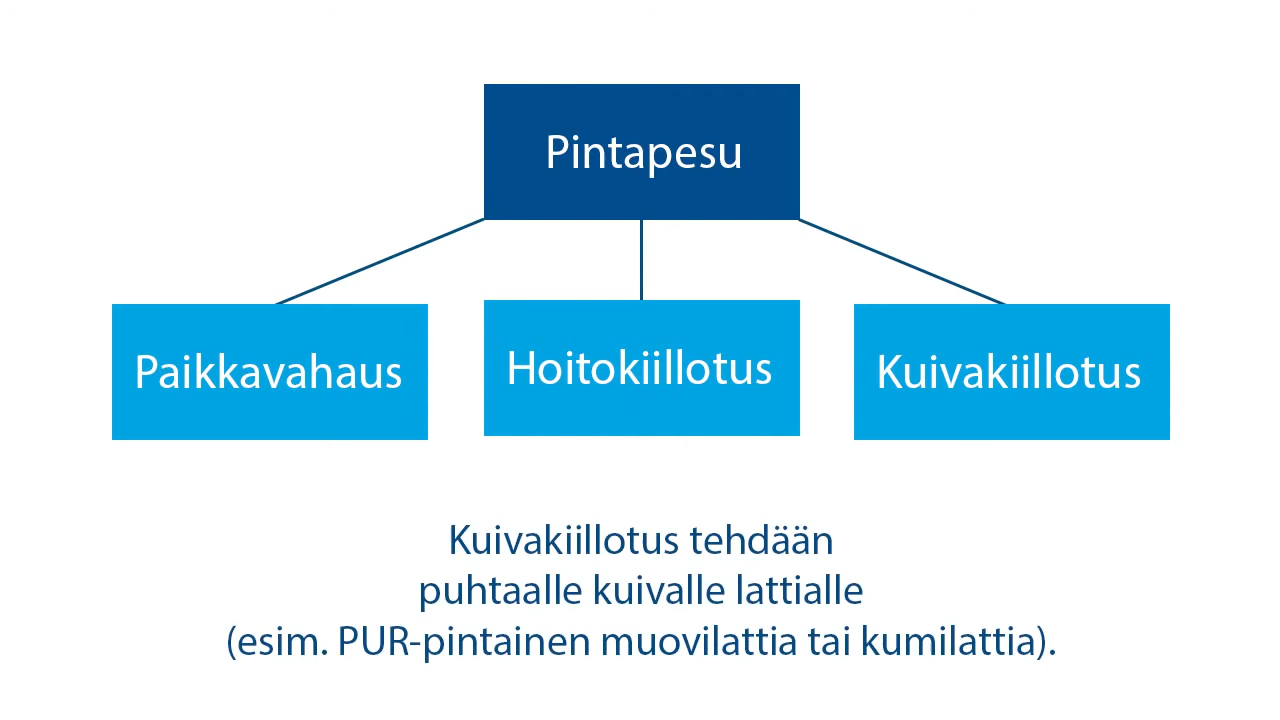 Pintapesu
Paikkavahaus
Hoitokiillotus
Kuivakiillotus
Kuivakiillotus tehdään
puhtaalle kuivalle lattialle
(esim. PUR-pintainen muovilattia tai kumilattia).